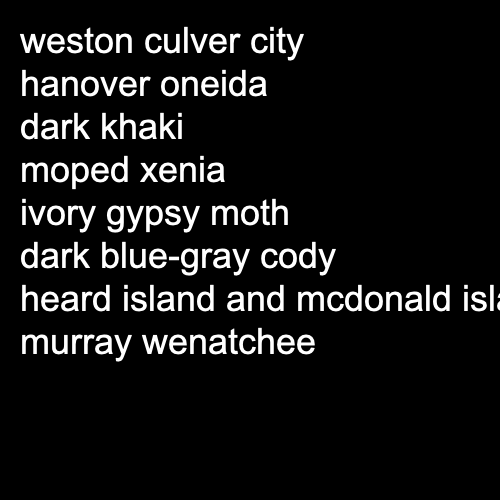 weston culver city
hanover oneida
dark khaki
moped xenia
ivory gypsy moth
dark blue-gray cody
heard island and mcdonald
murray wenatchee